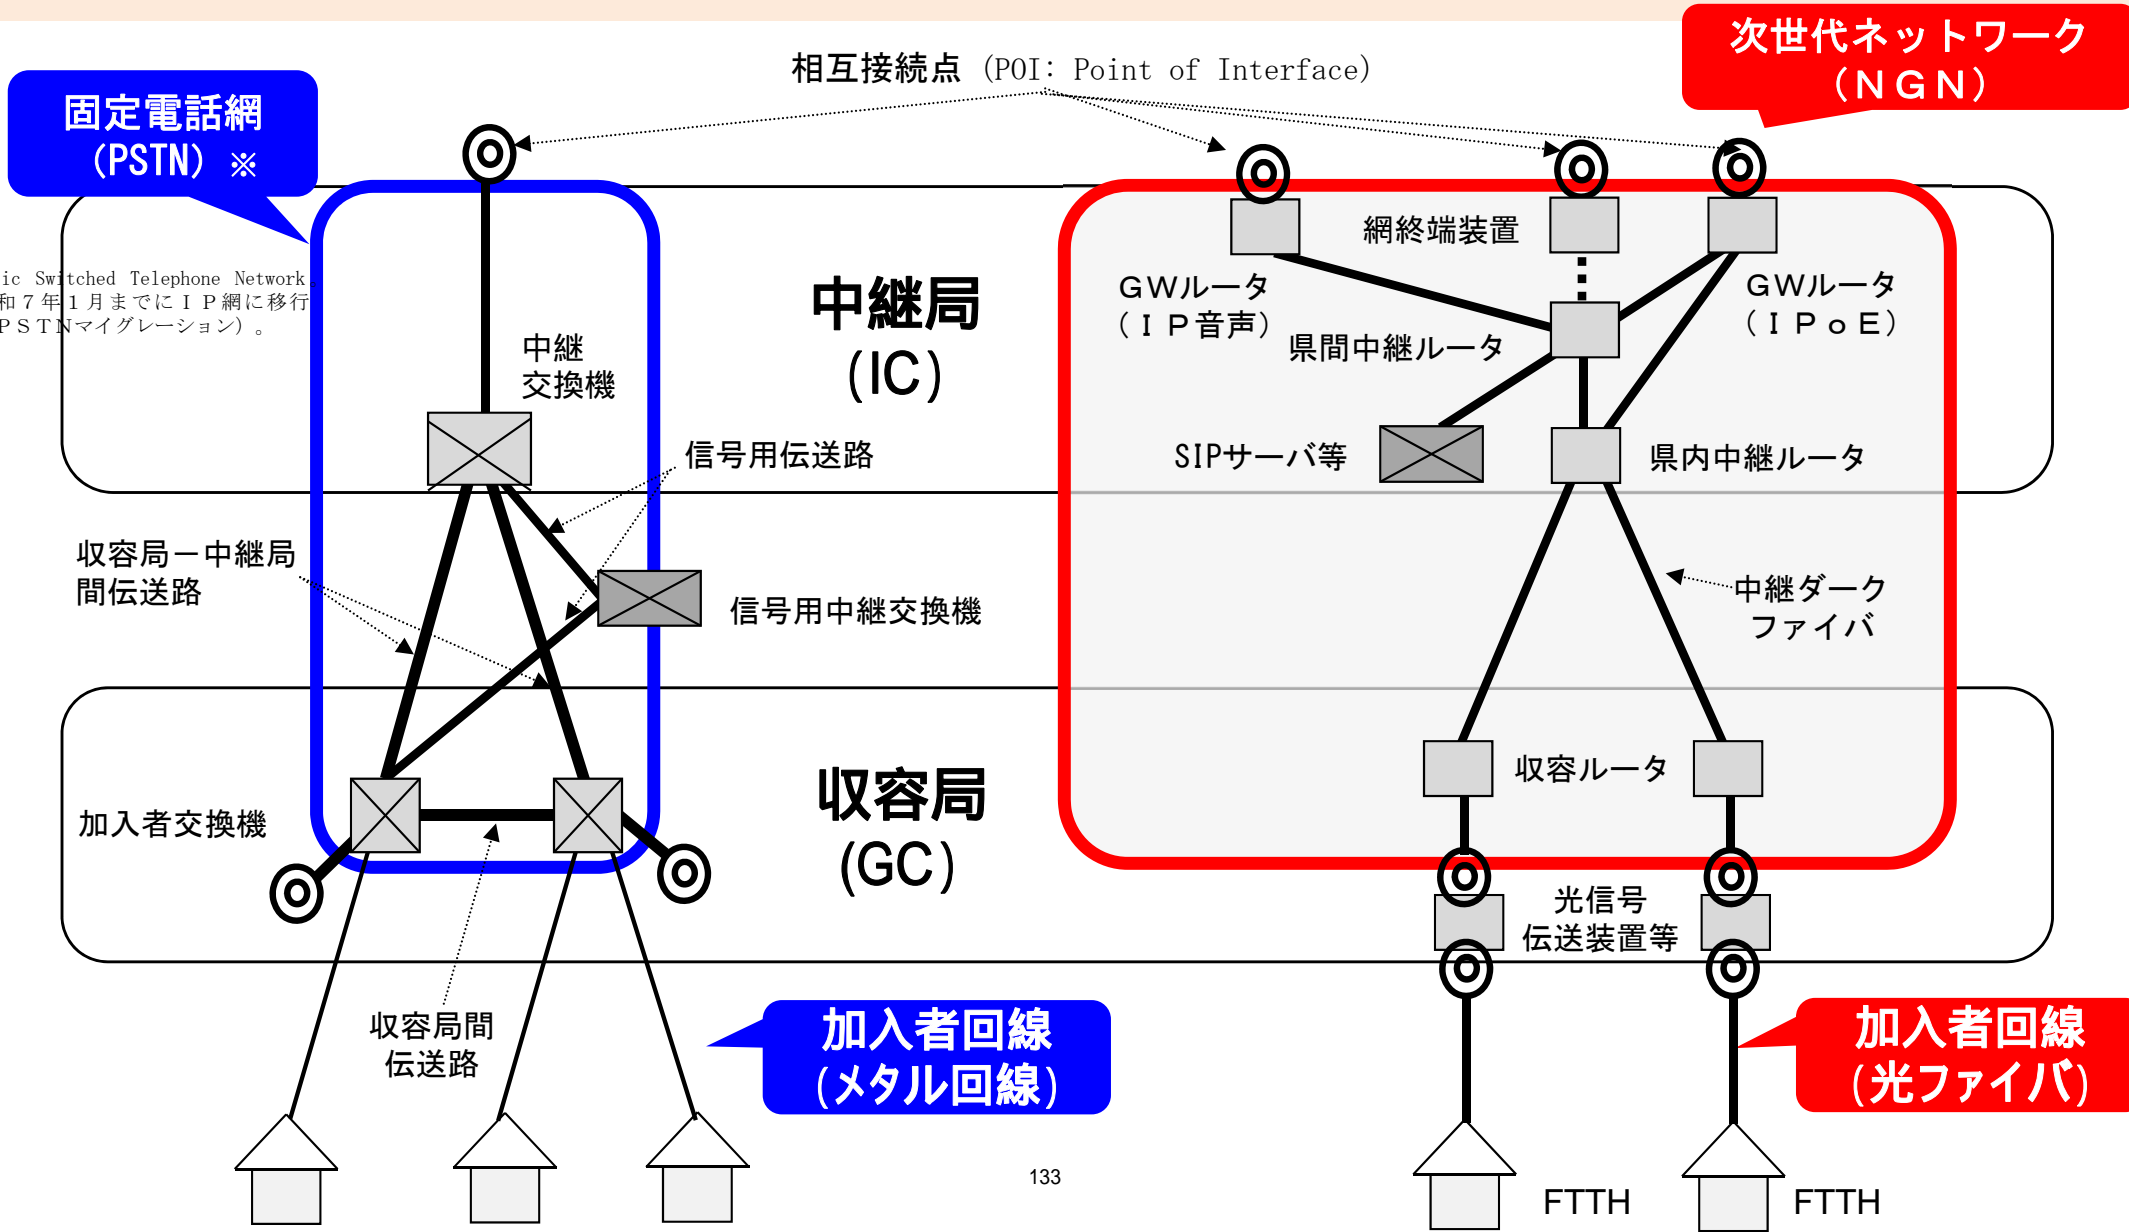 相互接続点 (POI: Point of Interface)
次世代ネットワーク
(NGN)
固定電話網
(PSTN) ※
ic Switched Telephone Network。
和7年1月までにIP網に移行
PSTNマイグレーション)。
中継
交換機
中継局
(IC)
網終端装置
GWルータ
(IP音声)
GWルータ
(IPoE)
県間中継ルータ
信号用伝送路
SIPサーバ等
県内中継ルータ
収容局－中継局
間伝送路
信号用中継交換機
中継ダーク
ファイバ
加入者交換機
収容局
(GC)
収容ルータ
光信号
伝送装置等
収容局間
伝送路
加入者回線
(メタル回線)
加入者回線
(光ファイバ)
133
FTTH
FTTH